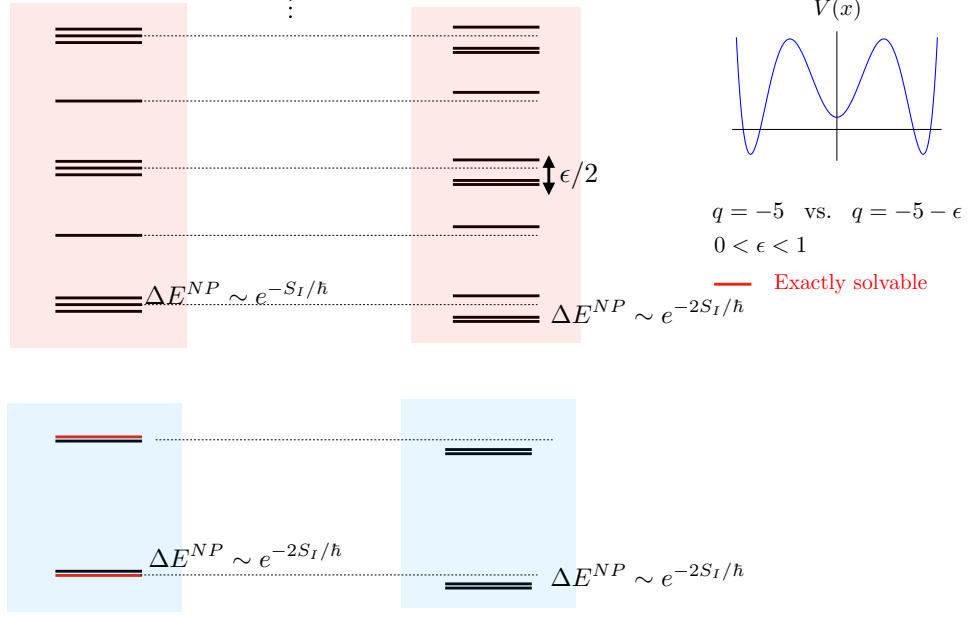 ⋮
V(x)
ϵ/2
q = −5 vs. q = −5 − ϵ
0 < ϵ < 1
Exactly solvable
ΔE^{NP} ∼ e^{−S_I/ℏ}
ΔE^{NP} ∼ e^{−2S_I/ℏ}
ΔE^{NP} ∼ e^{−2S_I/ℏ}
ΔE^{NP} ∼ e^{−2S_I/ℏ}